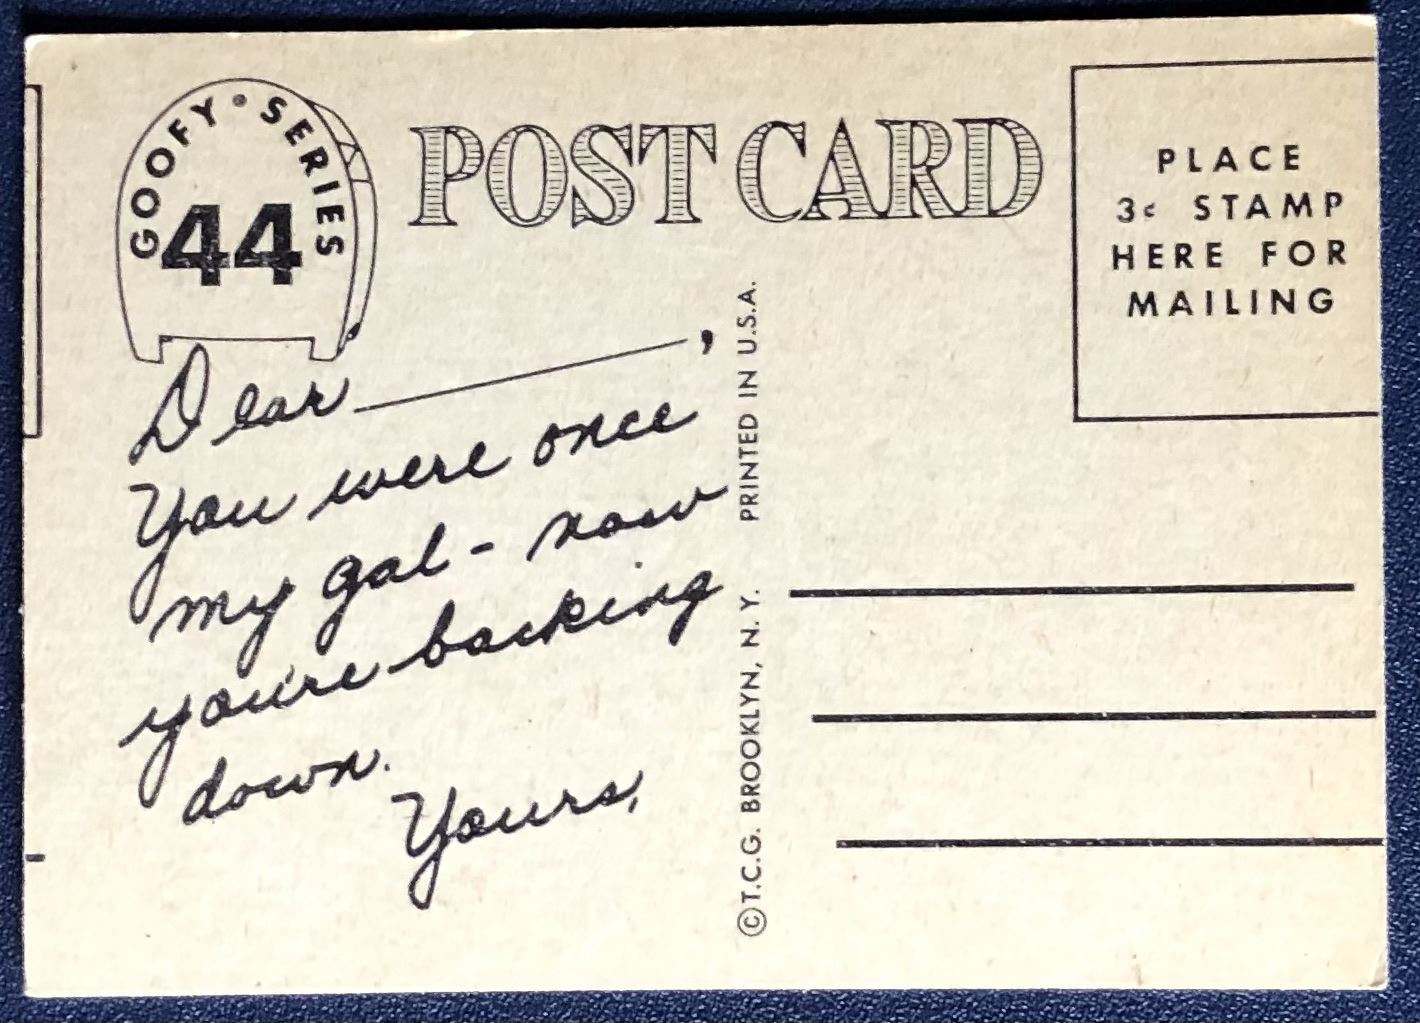 GOOFY • SERIES
44
POST CARD
PLACE
3¢ STAMP
HERE FOR
MAILING
Dear ________,
You were once
my gal - now
you're backing
down.
Yours,
©T.C.G. BROOKLYN, N.Y. PRINTED IN U.S.A.